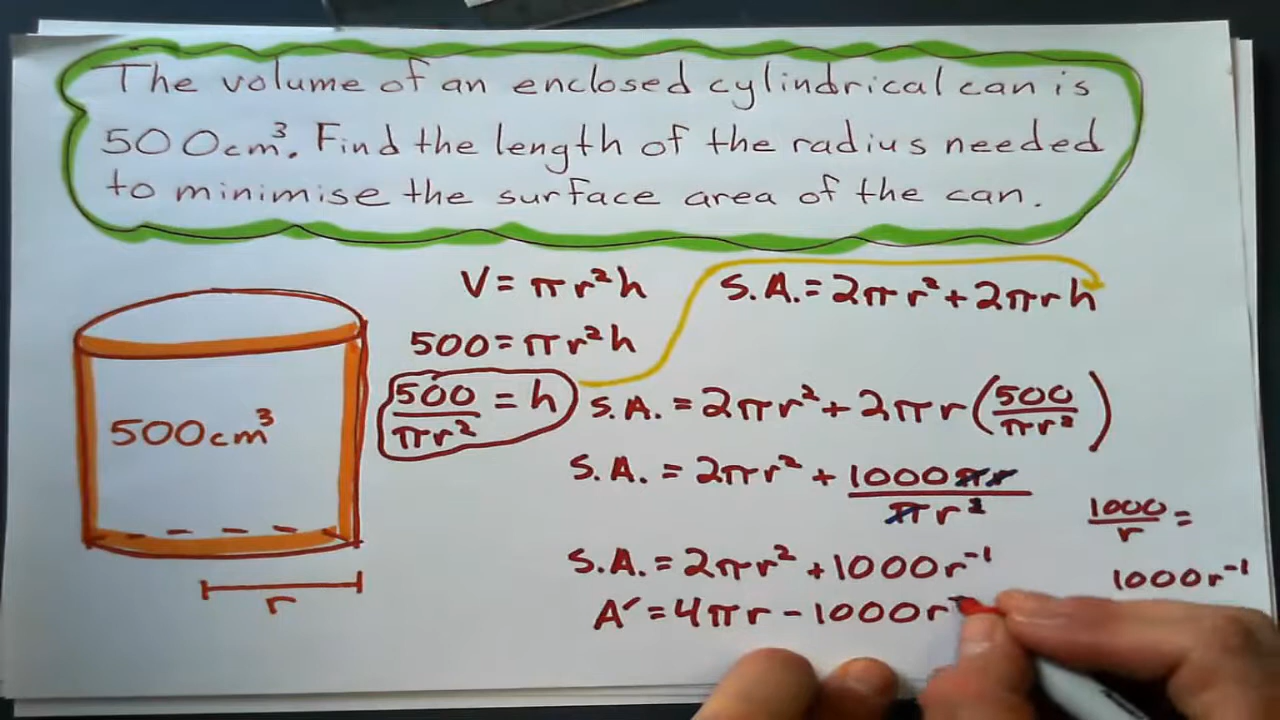 The volume of an enclosed cylindrical can is
500cm³. Find the length of the radius needed
to minimise the surface area of the can.
V = πr²h
S.A. = 2πr² + 2πrh
500 = πr²h
500/πr² = h
S.A. = 2πr² + 2πr(500/πr²)
500cm³
S.A. = 2πr² + 1000πr/πr²
1000/r =
1000r⁻¹
S.A. = 2πr² + 1000r⁻¹
A′ = 4πr - 1000r
r